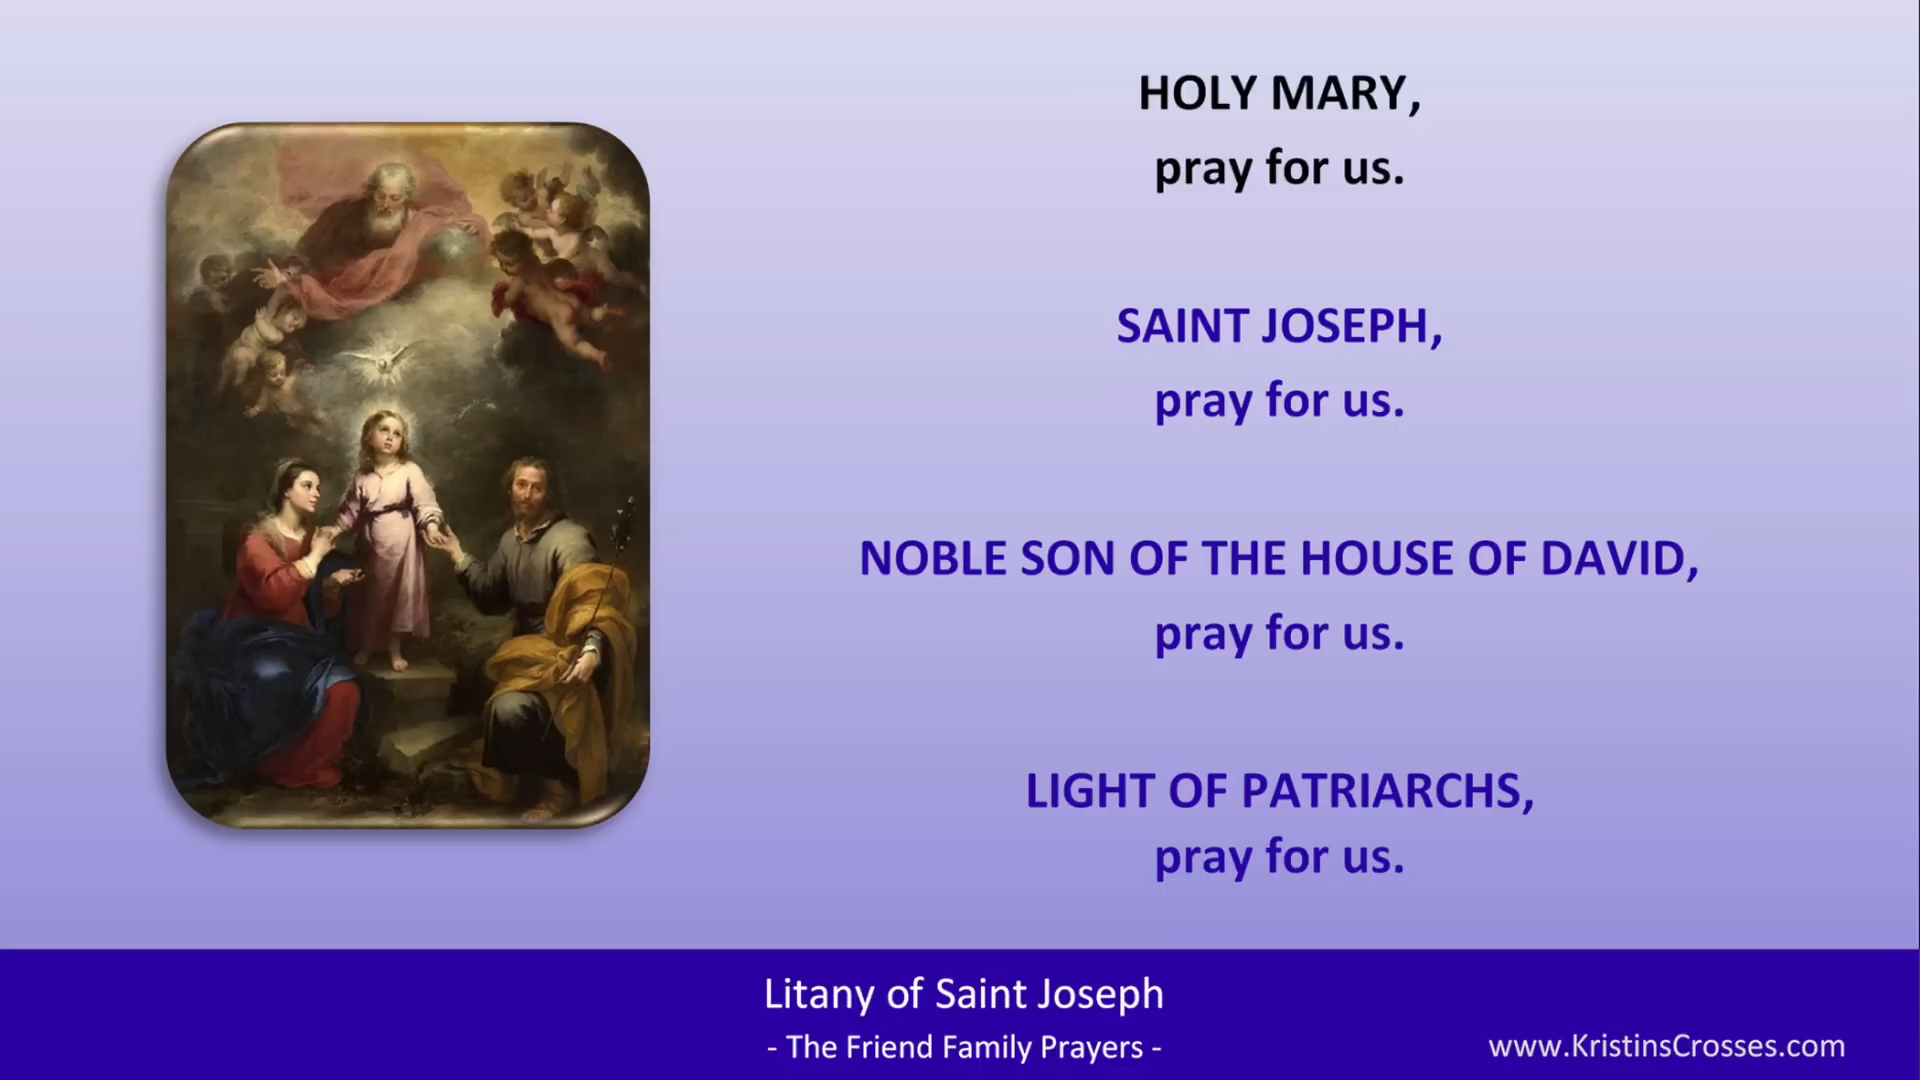 HOLY MARY,
pray for us.
SAINT JOSEPH,
pray for us.
NOBLE SON OF THE HOUSE OF DAVID,
pray for us.
LIGHT OF PATRIARCHS,
pray for us.
Litany of Saint Joseph
- The Friend Family Prayers -
www.KristinsCrosses.com